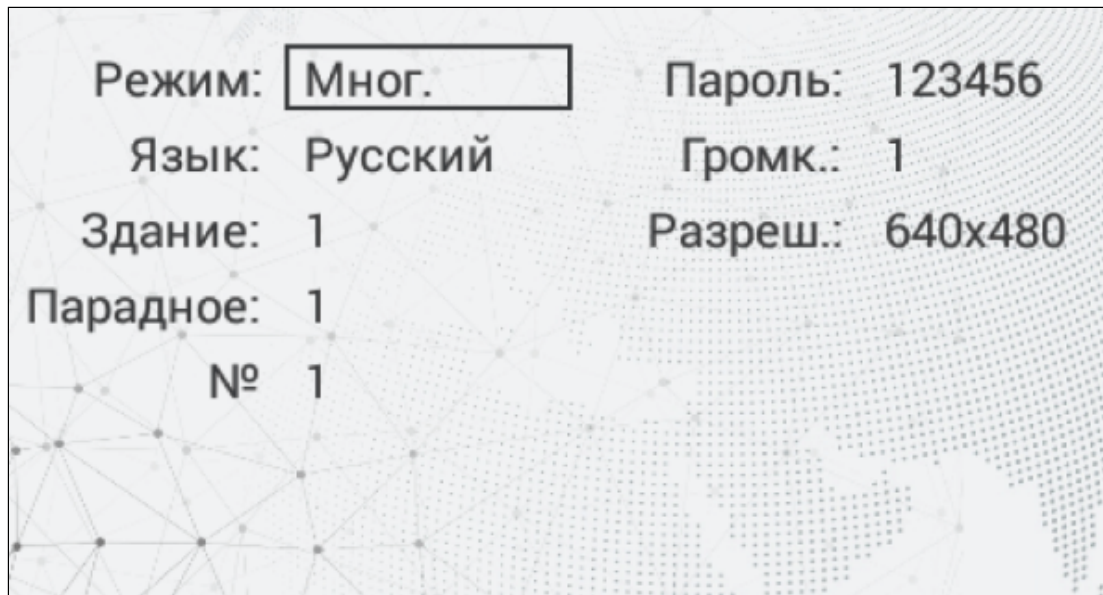 Режим: Мног. Пароль: 123456
Язык: Русский Громк.: 1
Здание: 1 Разреш.: 640x480
Парадное: 1
№ 1